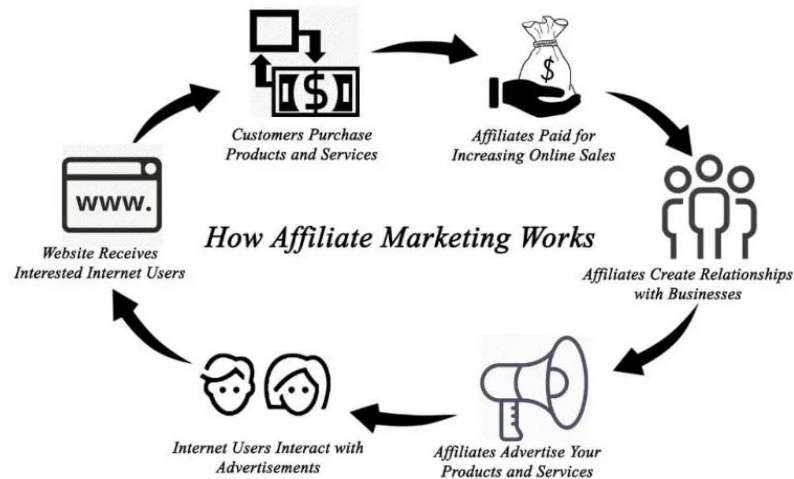 $
$
Customers Purchase
Products and Services
Affiliates Paid for
Increasing Online Sales
www.
Website Receives
Interested Internet Users
How Affiliate Marketing Works
Affiliates Create Relationships
with Businesses
Internet Users Interact with
Advertisements
Affiliates Advertise Your
Products and Services